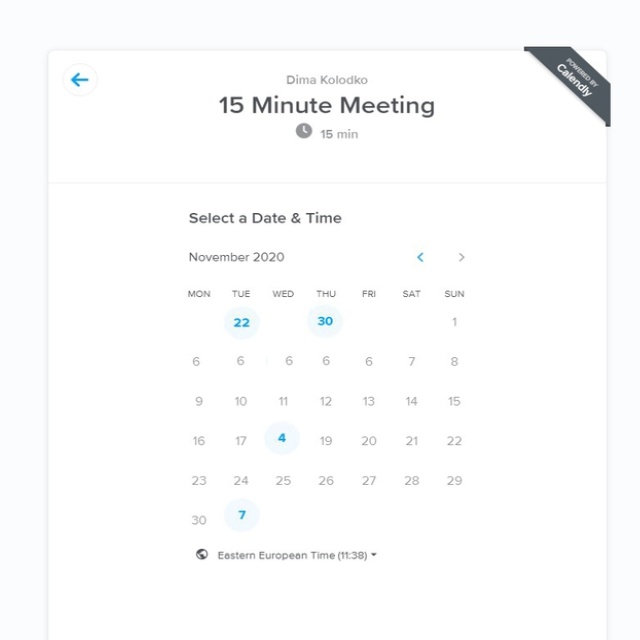 POWERED BY
Calendly
Dima Kolodko
15 Minute Meeting
15 min
Select a Date & Time
November 2020
MON TUE WED THU FRI SAT SUN
22 30 1
6 6 6 6 6 7 8
9 10 11 12 13 14 15
16 17 4 19 20 21 22
23 24 25 26 27 28 29
30 7
Eastern European Time (11:38)